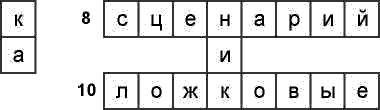 к 8 сценарий
а и
10 ложковые